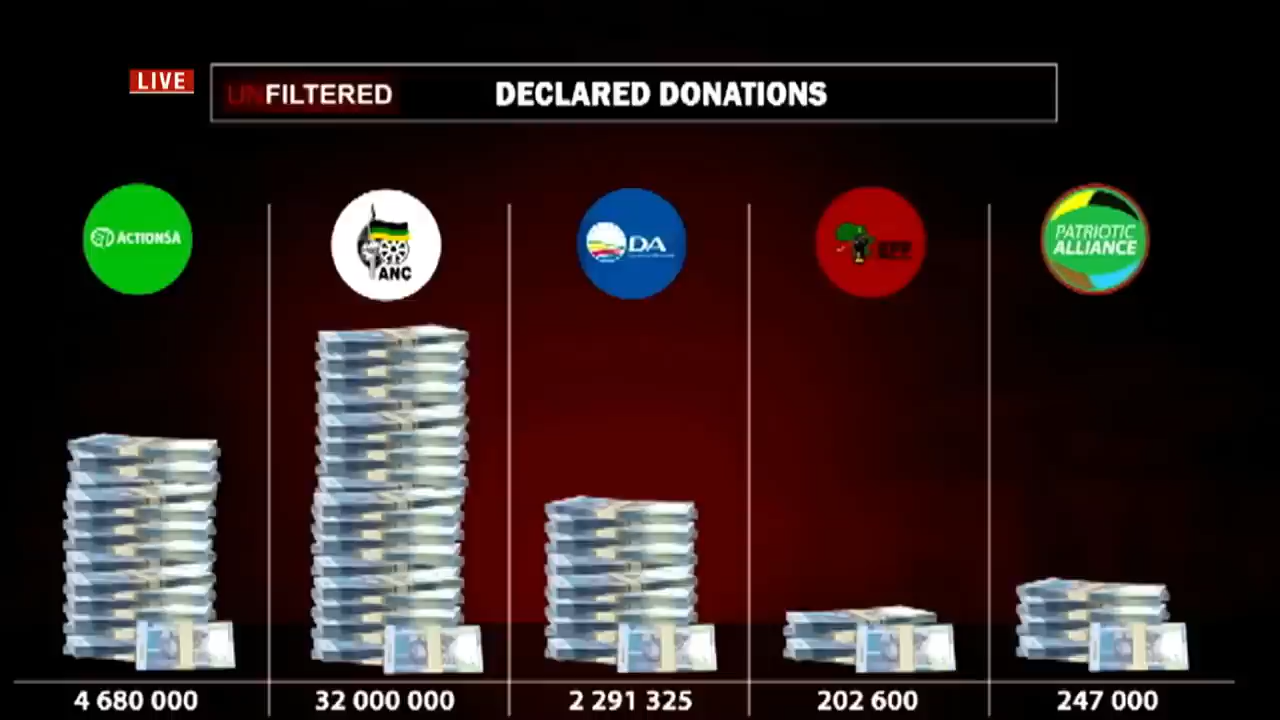 LIVE
UNFILTERED
DECLARED DONATIONS
ACTIONSA
ANC
DA
EFF
PATRIOTIC
ALLIANCE
4 680 000
32 000 000
2 291 325
202 600
247 000